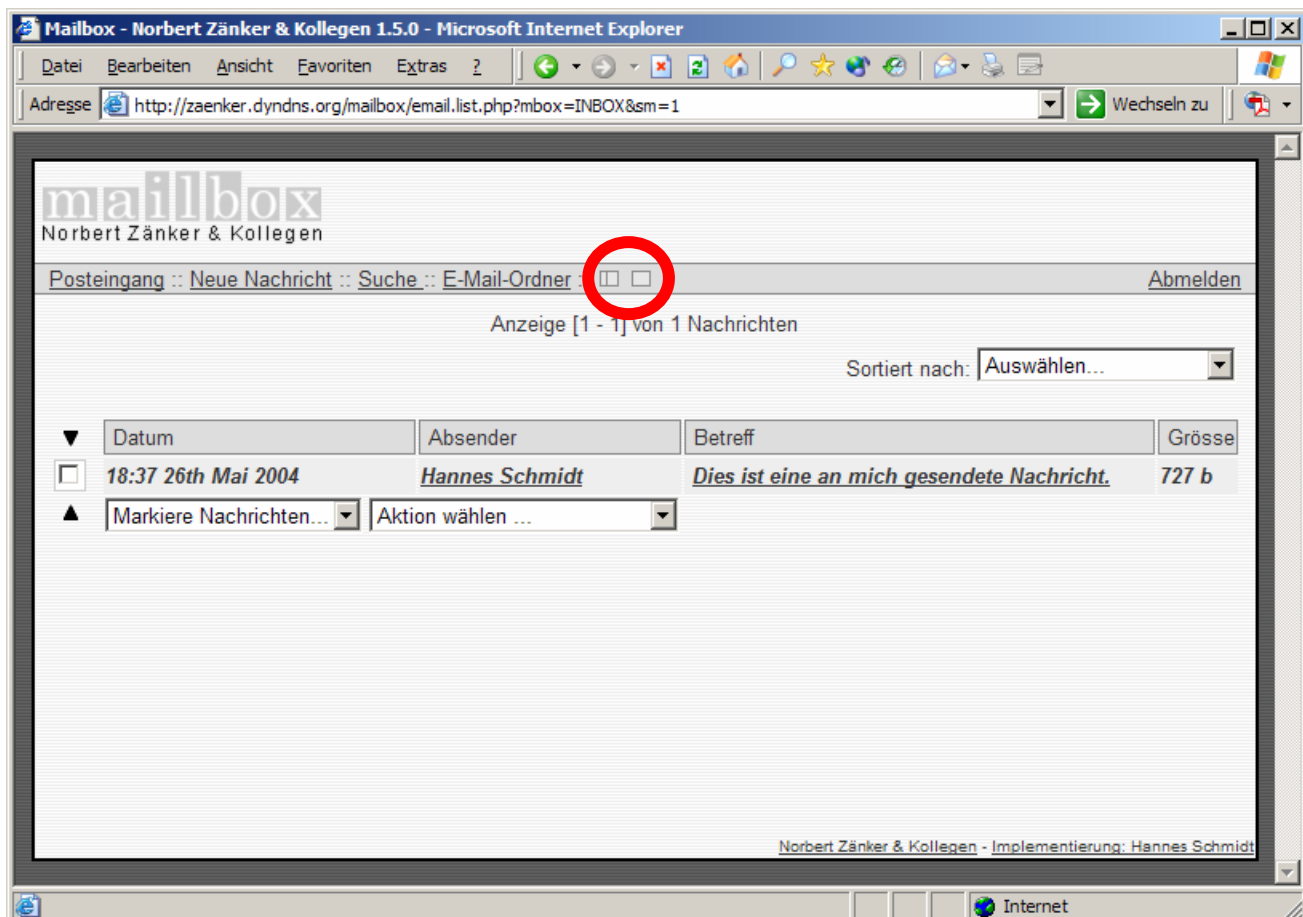 Mailbox - Norbert Zänker & Kollegen 1.5.0 - Microsoft Internet Explorer
Datei Bearbeiten Ansicht Favoriten Extras ?
Adresse http://zaenker.dyndns.org/mailbox/email.list.php?mbox=INBOX&sm=1 Wechseln zu
mailbox
Norbert Zänker & Kollegen
Posteingang :: Neue Nachricht :: Suche :: E-Mail-Ordner : Abmelden
Anzeige [1 - 1] von 1 Nachrichten
Sortiert nach: Auswählen...
Datum Absender Betreff Grösse
18:37 26th Mai 2004 Hannes Schmidt Dies ist eine an mich gesendete Nachricht. 727 b
Markiere Nachrichten... Aktion wählen ...
Norbert Zänker & Kollegen - Implementierung: Hannes Schmidt
Internet